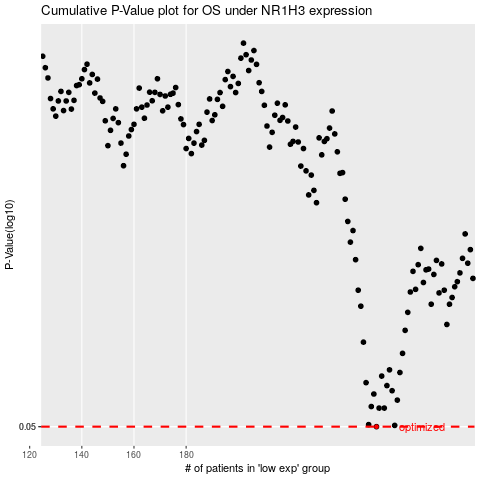 Cumulative P-Value plot for OS under NR1H3 expression
P-Value(log10)
0.05
optimized
120 140 160 180
# of patients in 'low exp' group